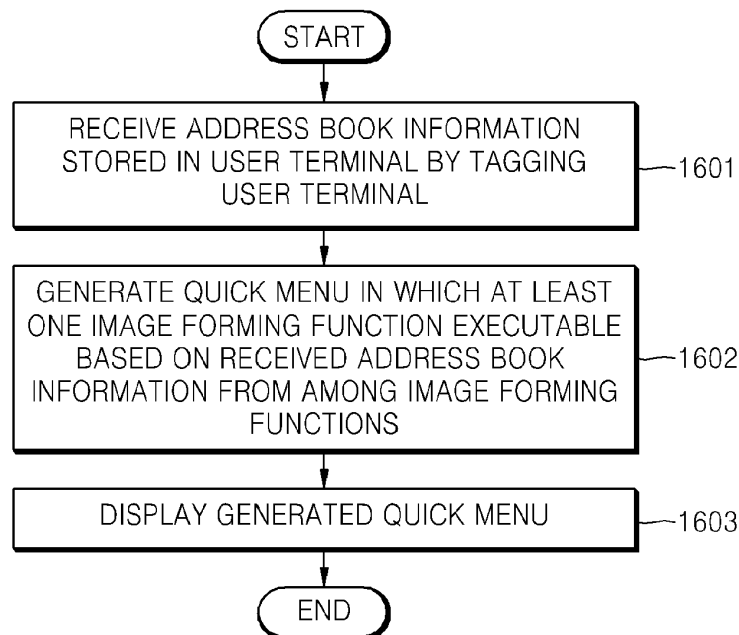 START
RECEIVE ADDRESS BOOK INFORMATION
STORED IN USER TERMINAL BY TAGGING
USER TERMINAL
1601
GENERATE QUICK MENU IN WHICH AT LEAST
ONE IMAGE FORMING FUNCTION EXECUTABLE
BASED ON RECEIVED ADDRESS BOOK
INFORMATION FROM AMONG IMAGE FORMING
FUNCTIONS
1602
DISPLAY GENERATED QUICK MENU
1603
END